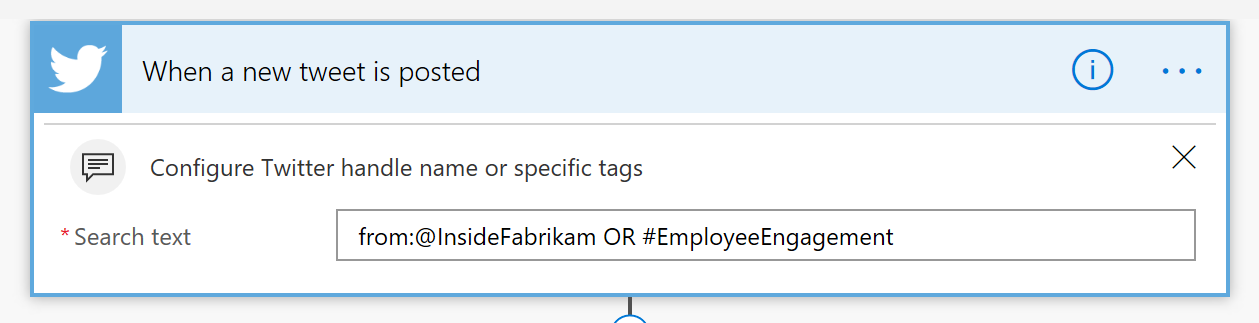 When a new tweet is posted
Configure Twitter handle name or specific tags
* Search text
from:@InsideFabrikam OR #EmployeeEngagement